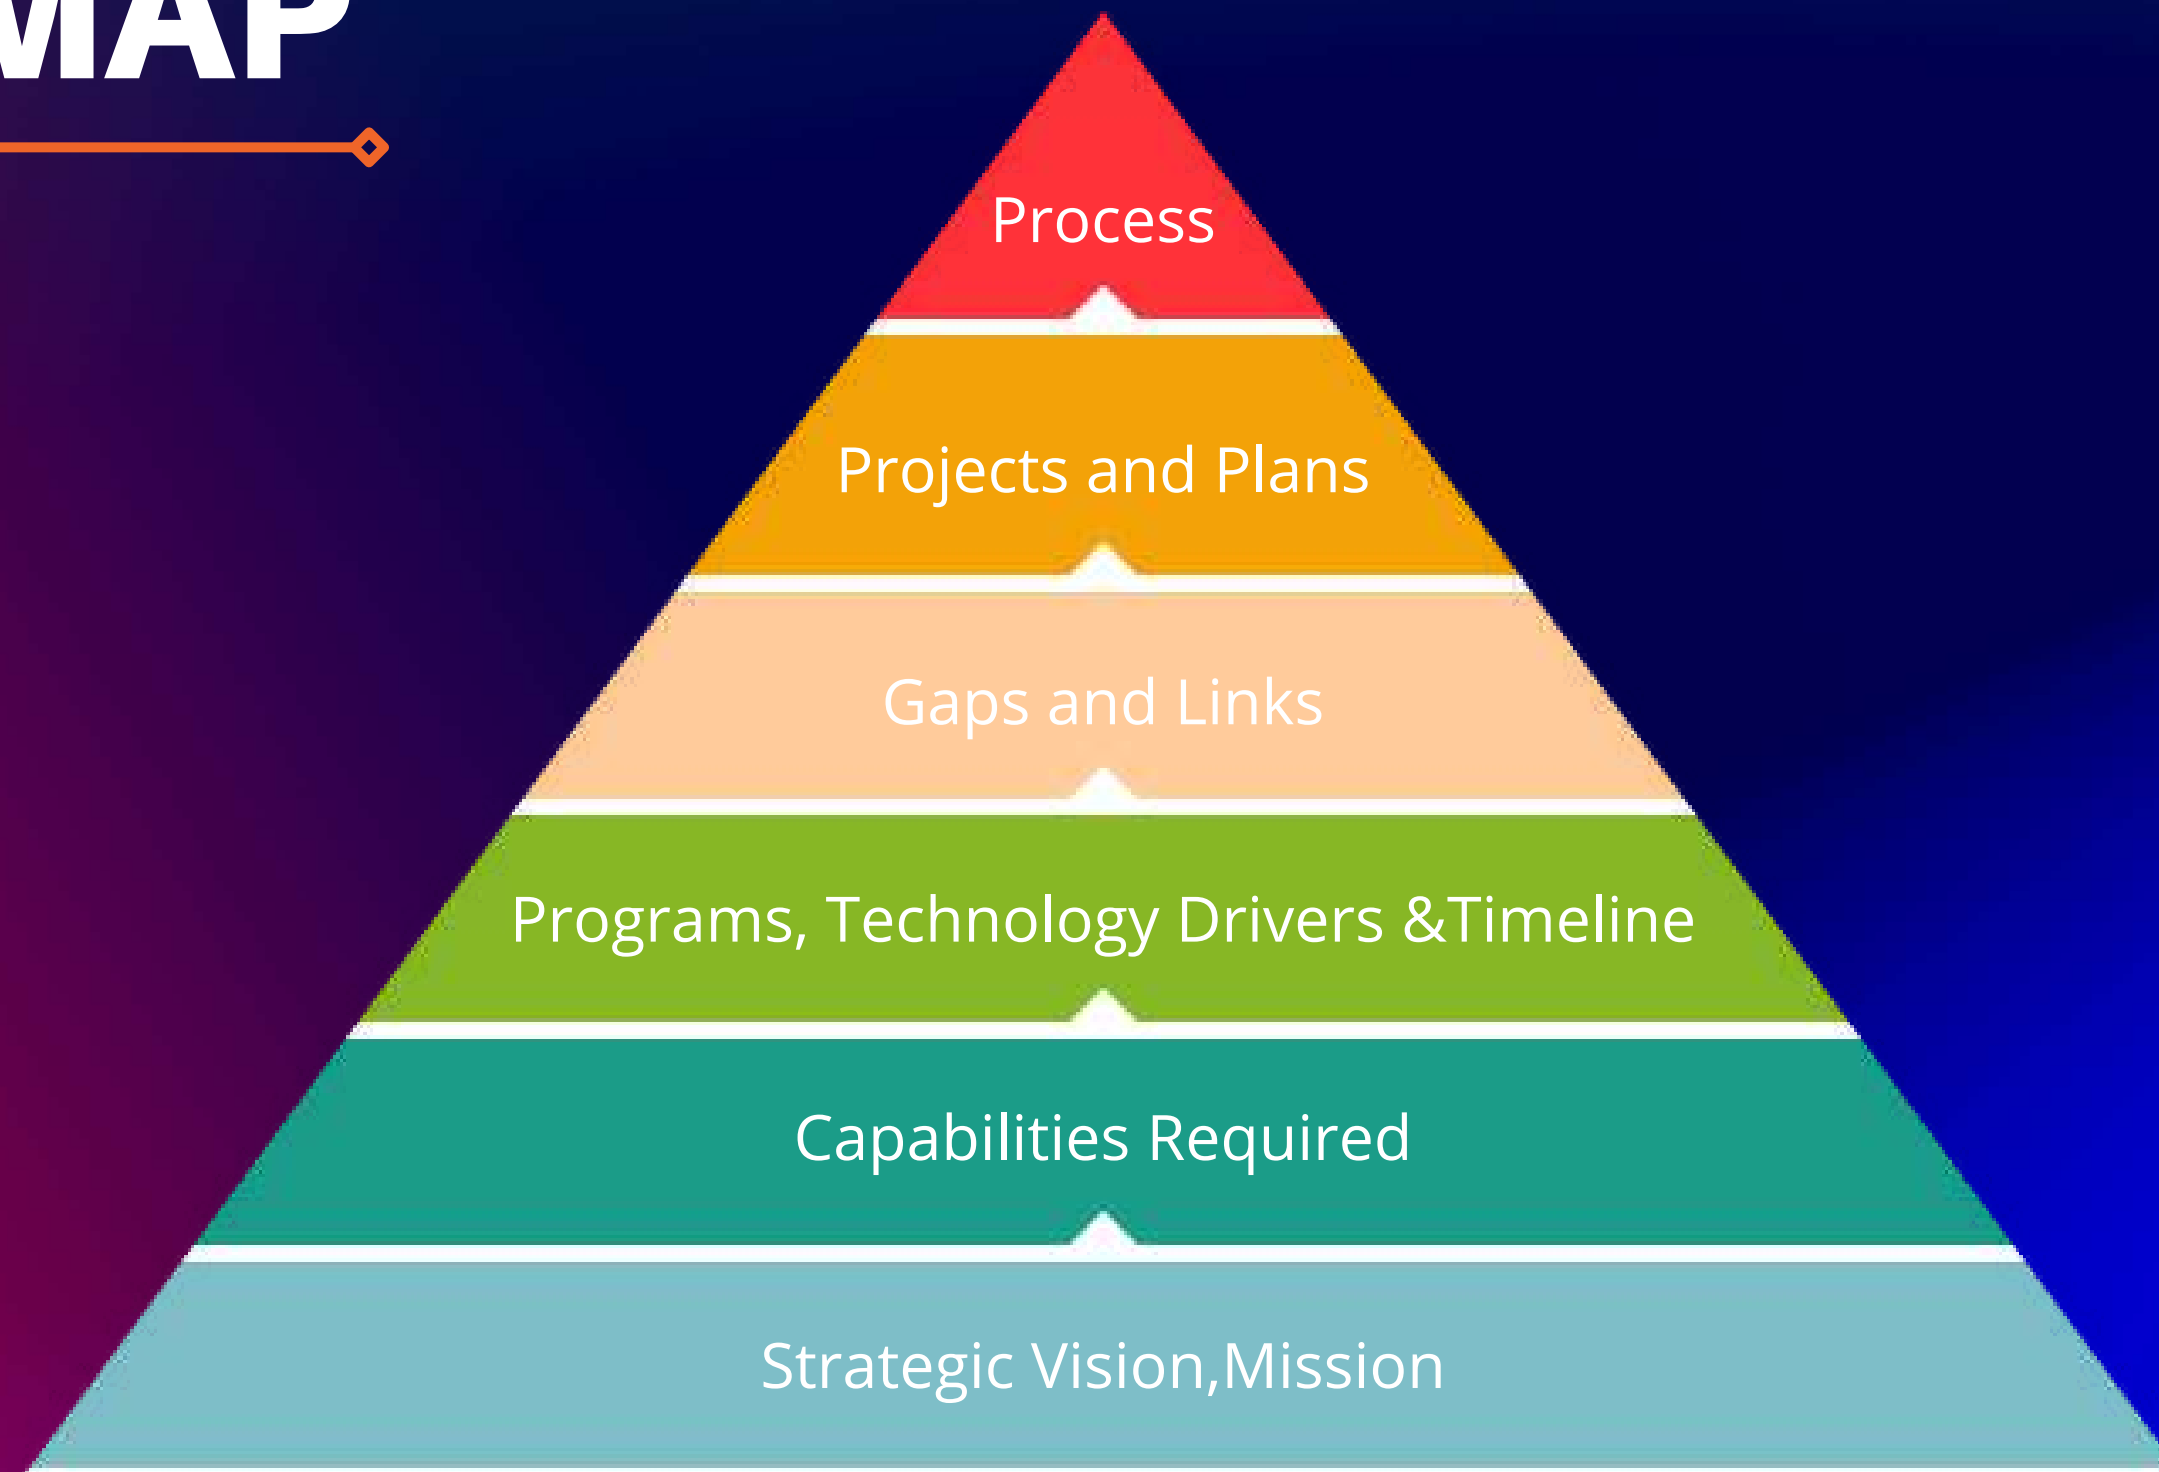 MAP
Process
Projects and Plans
Gaps and Links
Programs, Technology Drivers &Timeline
Capabilities Required
Strategic Vision,Mission